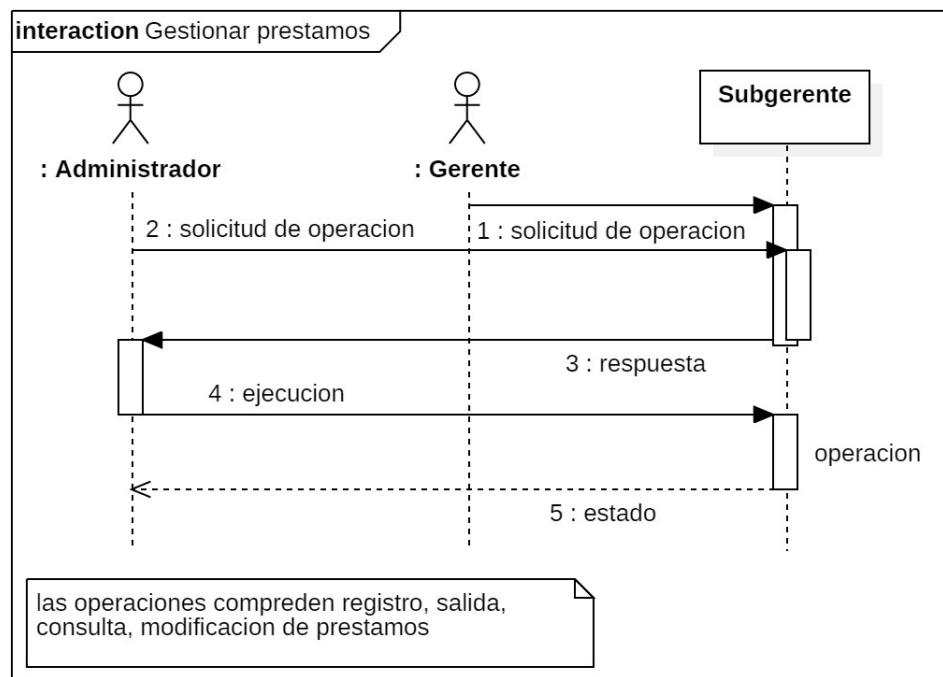 interaction Gestionar prestamos
: Administrador
: Gerente
Subgerente
2 : solicitud de operacion
1 : solicitud de operacion
3 : respuesta
4 : ejecucion
operacion
5 : estado
las operaciones compreden registro, salida,
consulta, modificacion de prestamos